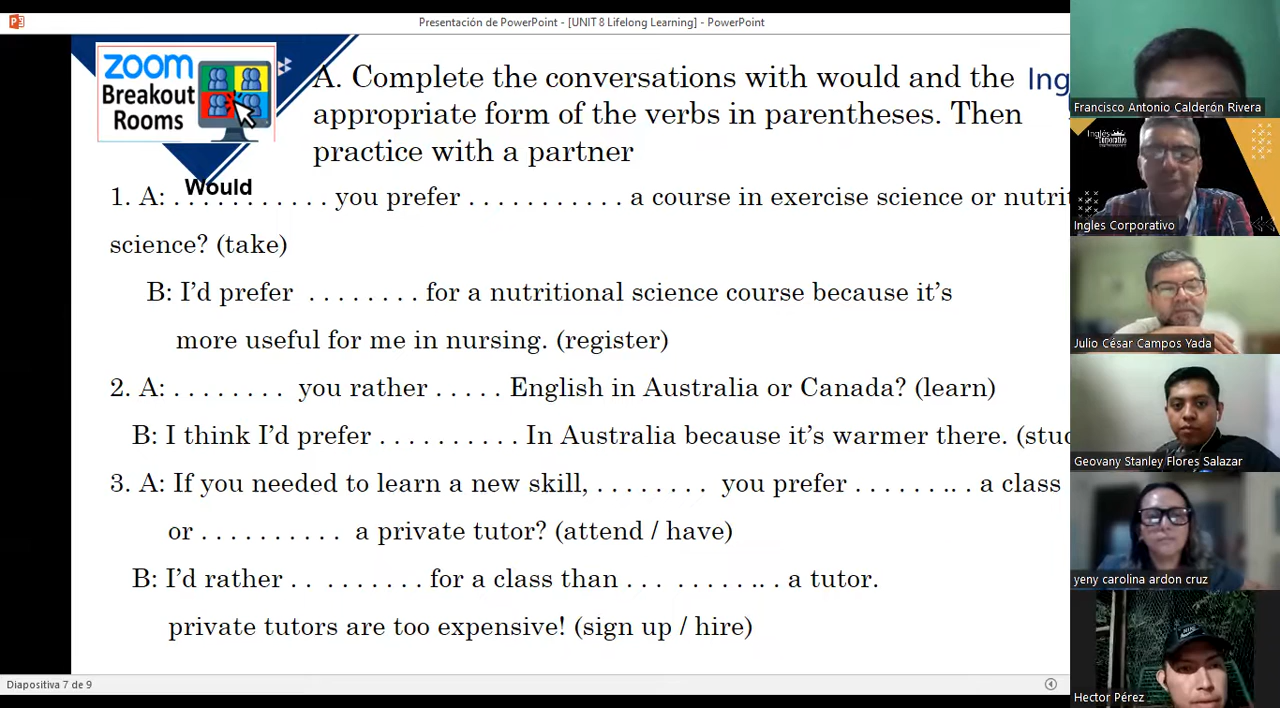 Presentación de PowerPoint - [UNIT 8 Lifelong Learning] - PowerPoint
zoom
Breakout
Rooms
A. Complete the conversations with would and the
appropriate form of the verbs in parentheses. Then
practice with a partner
Ing
Would
1. A: . . . . . . . . . . . you prefer . . . . . . . . . . . a course in exercise science or nutrit
science? (take)
B: I’d prefer . . . . . . . . for a nutritional science course because it’s
more useful for me in nursing. (register)
2. A: . . . . . . . . you rather . . . . . English in Australia or Canada? (learn)
B: I think I’d prefer . . . . . . . . . . In Australia because it’s warmer there. (stud
3. A: If you needed to learn a new skill, . . . . . . . . you prefer . . . . . . .. . a class
or . . . . . . . . . . a private tutor? (attend / have)
B: I’d rather . . . . . . . . . for a class than . . . . . . . . .. . a tutor.
private tutors are too expensive! (sign up / hire)
Diapositiva 7 de 9
Francisco Antonio Calderón Rivera
Inglés
Corporativo
Ingles Corporativo
Julio César Campos Yada
Geovany Stanley Flores Salazar
yeny carolina ardon cruz
Hector Pérez